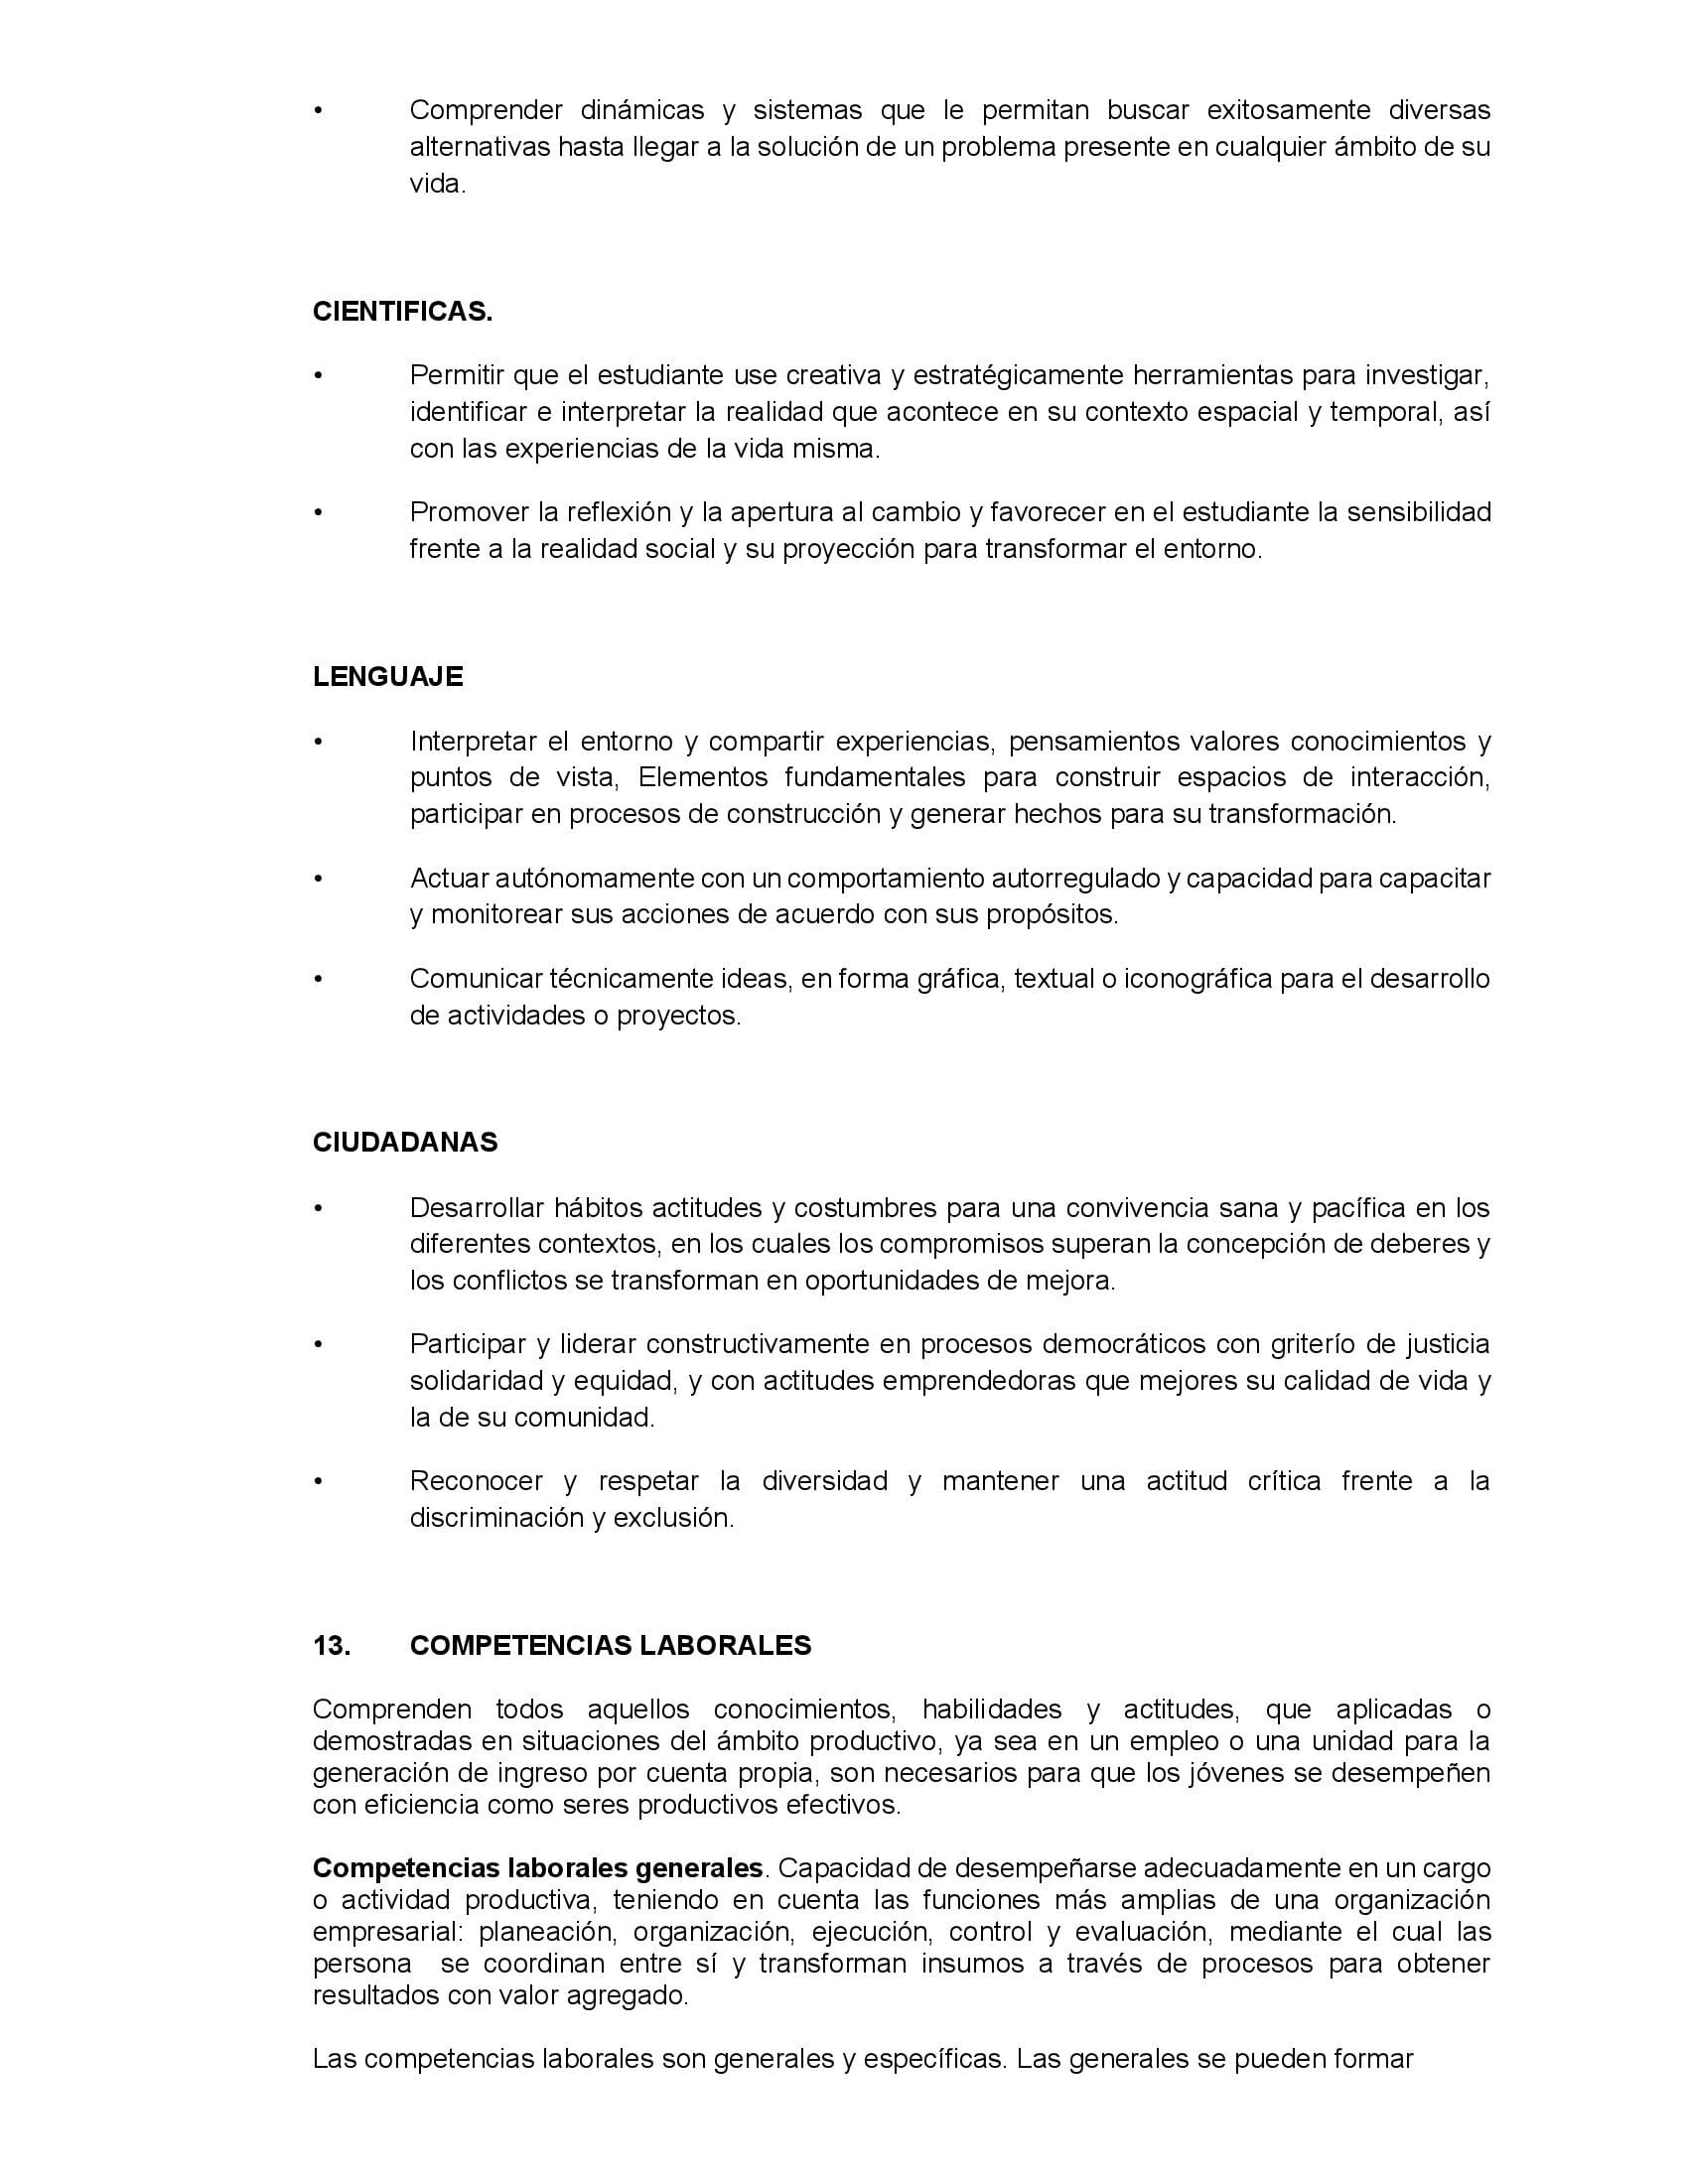 • Comprender dinámicas y sistemas que le permitan buscar exitosamente diversas
alternativas hasta llegar a la solución de un problema presente en cualquier ámbito de su
vida.
CIENTIFICAS.
• Permitir que el estudiante use creativa y estratégicamente herramientas para investigar,
identificar e interpretar la realidad que acontece en su contexto espacial y temporal, así
con las experiencias de la vida misma.
• Promover la reflexión y la apertura al cambio y favorecer en el estudiante la sensibilidad
frente a la realidad social y su proyección para transformar el entorno.
LENGUAJE
• Interpretar el entorno y compartir experiencias, pensamientos valores conocimientos y
puntos de vista, Elementos fundamentales para construir espacios de interacción,
participar en procesos de construcción y generar hechos para su transformación.
• Actuar autónomamente con un comportamiento autorregulado y capacidad para capacitar
y monitorear sus acciones de acuerdo con sus propósitos.
• Comunicar técnicamente ideas, en forma gráfica, textual o iconográfica para el desarrollo
de actividades o proyectos.
CIUDADANAS
• Desarrollar hábitos actitudes y costumbres para una convivencia sana y pacífica en los
diferentes contextos, en los cuales los compromisos superan la concepción de deberes y
los conflictos se transforman en oportunidades de mejora.
• Participar y liderar constructivamente en procesos democráticos con griterío de justicia
solidaridad y equidad, y con actitudes emprendedoras que mejores su calidad de vida y
la de su comunidad.
• Reconocer y respetar la diversidad y mantener una actitud crítica frente a la
discriminación y exclusión.
13. COMPETENCIAS LABORALES
Comprenden todos aquellos conocimientos, habilidades y actitudes, que aplicadas o
demostradas en situaciones del ámbito productivo, ya sea en un empleo o una unidad para la
generación de ingreso por cuenta propia, son necesarios para que los jóvenes se desempeñen
con eficiencia como seres productivos efectivos.
Competencias laborales generales. Capacidad de desempeñarse adecuadamente en un cargo
o actividad productiva, teniendo en cuenta las funciones más amplias de una organización
empresarial: planeación, organización, ejecución, control y evaluación, mediante el cual las
persona se coordinan entre sí y transforman insumos a través de procesos para obtener
resultados con valor agregado.
Las competencias laborales son generales y específicas. Las generales se pueden formar